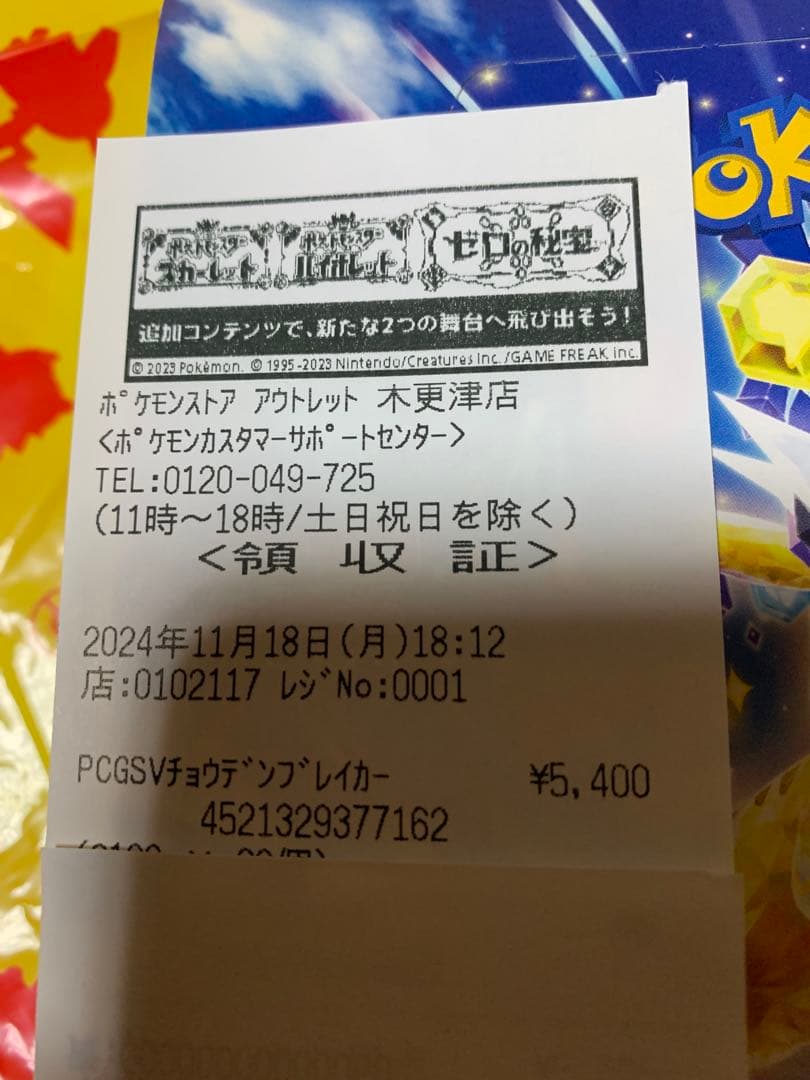 ポケットモンスター スカーレット
ポケットモンスター バイオレット
ゼロの秘宝
追加コンテンツで、新たな2つの舞台へ飛び出そう!
© 2023 Pokémon. © 1995-2023 Nintendo/Creatures Inc. /GAME FREAK inc.
ポケモンストア アウトレット 木更津店
<ポケモンカスタマーサポートセンター>
TEL:0120-049-725
(11時～18時/土日祝日を除く)
<領 収 証>
2024年11月18日(月)18:12
店:0102117 レジNo:0001
PCGSVチョウデンブレイカー ¥5,400
4521329377162